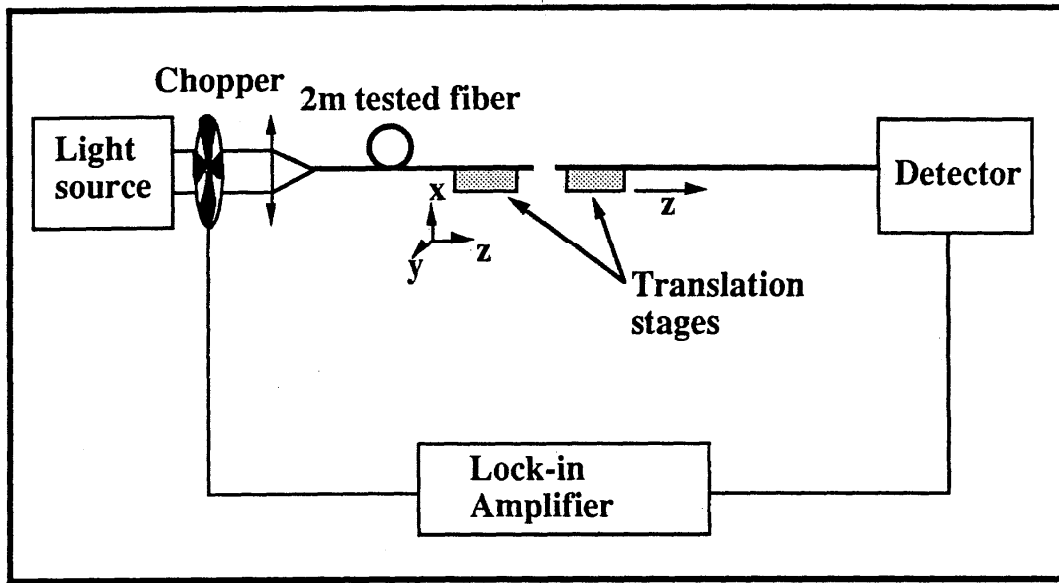 Chopper
2m tested fiber
Light
source
Detector
x
z
y
z
Translation
stages
Lock-in
Amplifier